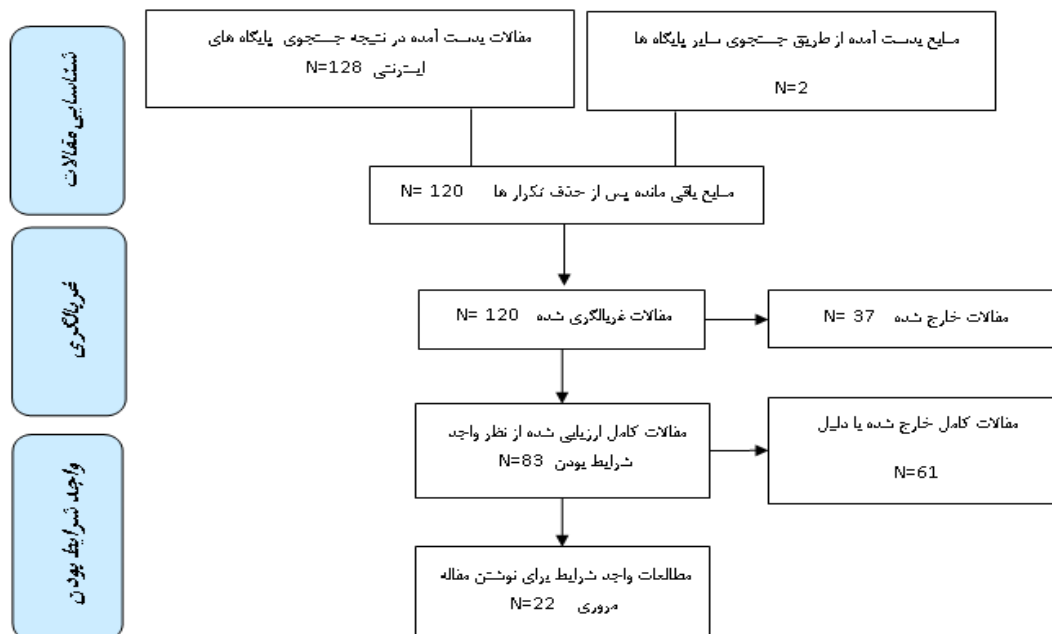 شناسایی مقالات
مقالات بدست آمده در نتیجه جستجوی پایگاه های
اینترنتی N=128
منابع بدست آمده از طریق جستجوی سایر پایگاه ها
N=2
منابع باقی مانده پس از حذف تکرار ها N= 120
غربالگری
مقالات غربالگری شده N= 120
مقالات خارج شده N= 37
واجد شرایط بودن
مقالات کامل ارزیابی شده از نظر واجد
شرایط بودن N=83
مقالات کامل خارج شده با دلیل
N=61
مطالعات واجد شرایط برای نوشتن مقاله
مروری N=22